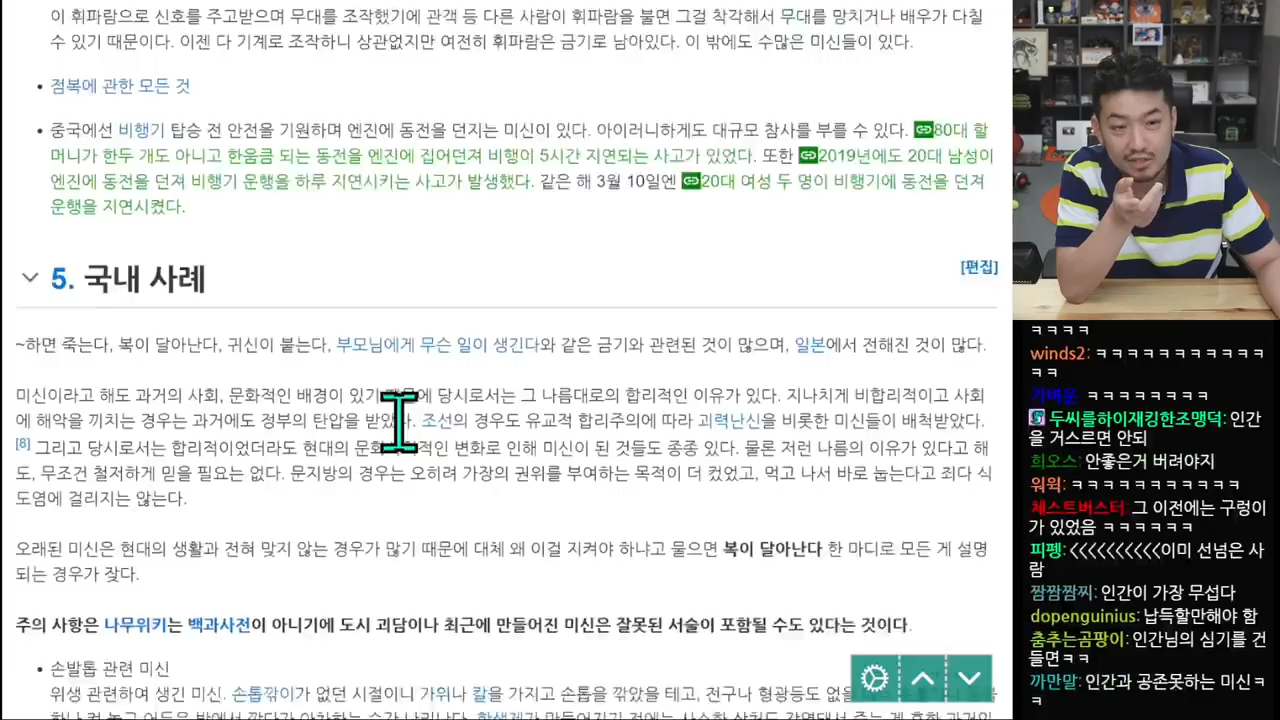 이 휘파람으로 신호를 주고받으며 무대를 조작했기에 관객 등 다른 사람이 휘파람을 불면 그걸 착각해서 무대를 망치거나 배우가 다칠
수 있기 때문이다. 이젠 다 기계로 조작하니 상관없지만 여전히 휘파람은 금기로 남아있다. 이 밖에도 수많은 미신들이 있다.
• 점복에 관한 모든 것
• 중국에선 비행기 탑승 전 안전을 기원하며 엔진에 동전을 던지는 미신이 있다. 아이러니하게도 대규모 참사를 부를 수 있다. 80대 할
머니가 한두 개도 아니고 한움큼 되는 동전을 엔진에 집어던져 비행이 5시간 지연되는 사고가 있었다. 또한 2019년에도 20대 남성이
엔진에 동전을 던져 비행기 운행을 하루 지연시키는 사고가 발생했다. 같은 해 3월 10일엔 20대 여성 두 명이 비행기에 동전을 던져
운행을 지연시켰다.
5. 국내 사례
[편집]
~하면 죽는다, 복이 달아난다, 귀신이 붙는다, 부모님에게 무슨 일이 생긴다와 같은 금기와 관련된 것이 많으며, 일본에서 전해진 것이 많다.
미신이라고 해도 과거의 사회, 문화적인 배경이 있기 때문에 당시로서는 그 나름대로의 합리적인 이유가 있다. 지나치게 비합리적이고 사회
에 해악을 끼치는 경우는 과거에도 정부의 탄압을 받았다. 조선의 경우도 유교적 합리주의에 따라 괴력난신을 비롯한 미신들이 배척받았다.
[8] 그리고 당시로서는 합리적이었더라도 현대의 적인 변화로 인해 미신이 된 것들도 종종 있다. 물론 저런 나름의 이유가 있다고 해
도, 무조건 철저하게 믿을 필요는 없다. 문지방의 경우는 오히려 가장의 권위를 부여하는 목적이 더 컸었고, 먹고 나서 바로 눕는다고 죄다 식
도염에 걸리지는 않는다.
오래된 미신은 현대의 생활과 전혀 맞지 않는 경우가 많기 때문에 대체 왜 이걸 지켜야 하냐고 물으면 복이 달아난다 한 마디로 모든 게 설명
되는 경우가 잦다.
주의 사항은 나무위키는 백과사전이 아니기에 도시 괴담이나 최근에 만들어진 미신은 잘못된 서술이 포함될 수도 있다는 것이다.
• 손발톱 관련 미신
위생 관련하여 생긴 미신. 손톱깎이가 없던 시절이니 가위나 칼을 가지고 손톱을 깎았을 테고, 전구나 형광등도 없을
ㅋㅋㅋㅋ
winds2: ㅋㅋㅋㅋㅋㅋㅋㅋㅋㅋㅋㅋ
ㅋㅋ
가벼운: ㅋㅋㅋㅋㅋㅋㅋㅋ
두씨를하이재킹한조맹덕: 인간
을 거스르면 안되
희오스: 안좋은거 버려야지
워윅: ㅋㅋㅋㅋㅋㅋㅋㅋㅋㅋㅋ
체스트버스터: 그 이전에는 구렁이
가 있었음 ㅋㅋㅋㅋㅋㅋ
피펭: <<<<<<<<<<이미 선넘은 사
람
짬짬짬찌: 인간이 가장 무섭다
dopenguinius: 납득할만해야 함
춤추는곰팡이: 인간님의 심기를 건
들면ㅋㅋ
까만말: 인간과 공존못하는 미신ㅋ
ㅋ